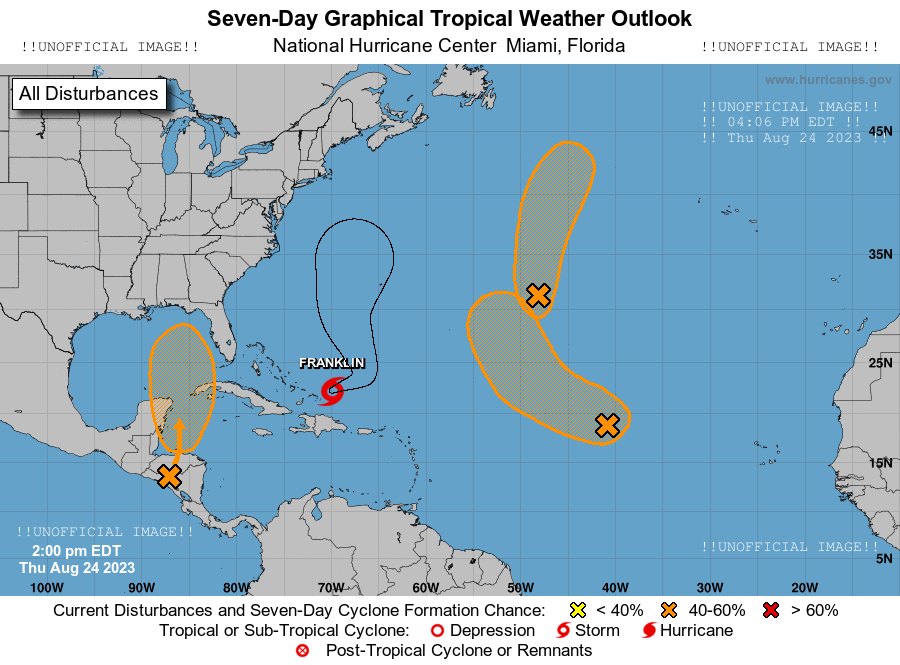 Seven-Day Graphical Tropical Weather Outlook
!!UNOFFICIAL IMAGE!! National Hurricane Center Miami, Florida !!UNOFFICIAL IMAGE!!
www.hurricanes.gov
All Disturbances
!!UNOFFICIAL IMAGE!!
!! 04:06 PM EDT !!
!! Thu Aug 24 2023 !!
45N
35N
FRANKLIN
25N
15N
!!UNOFFICIAL IMAGE!!
2:00 pm EDT
Thu Aug 24 2023
!!UNOFFICIAL IMAGE!!
5N
100W 90W 80W 70W 60W 50W 40W 30W 20W
Current Disturbances and Seven-Day Cyclone Formation Chance: < 40% 40-60% > 60%
Tropical or Sub-Tropical Cyclone: Depression Storm Hurricane
Post-Tropical Cyclone or Remnants